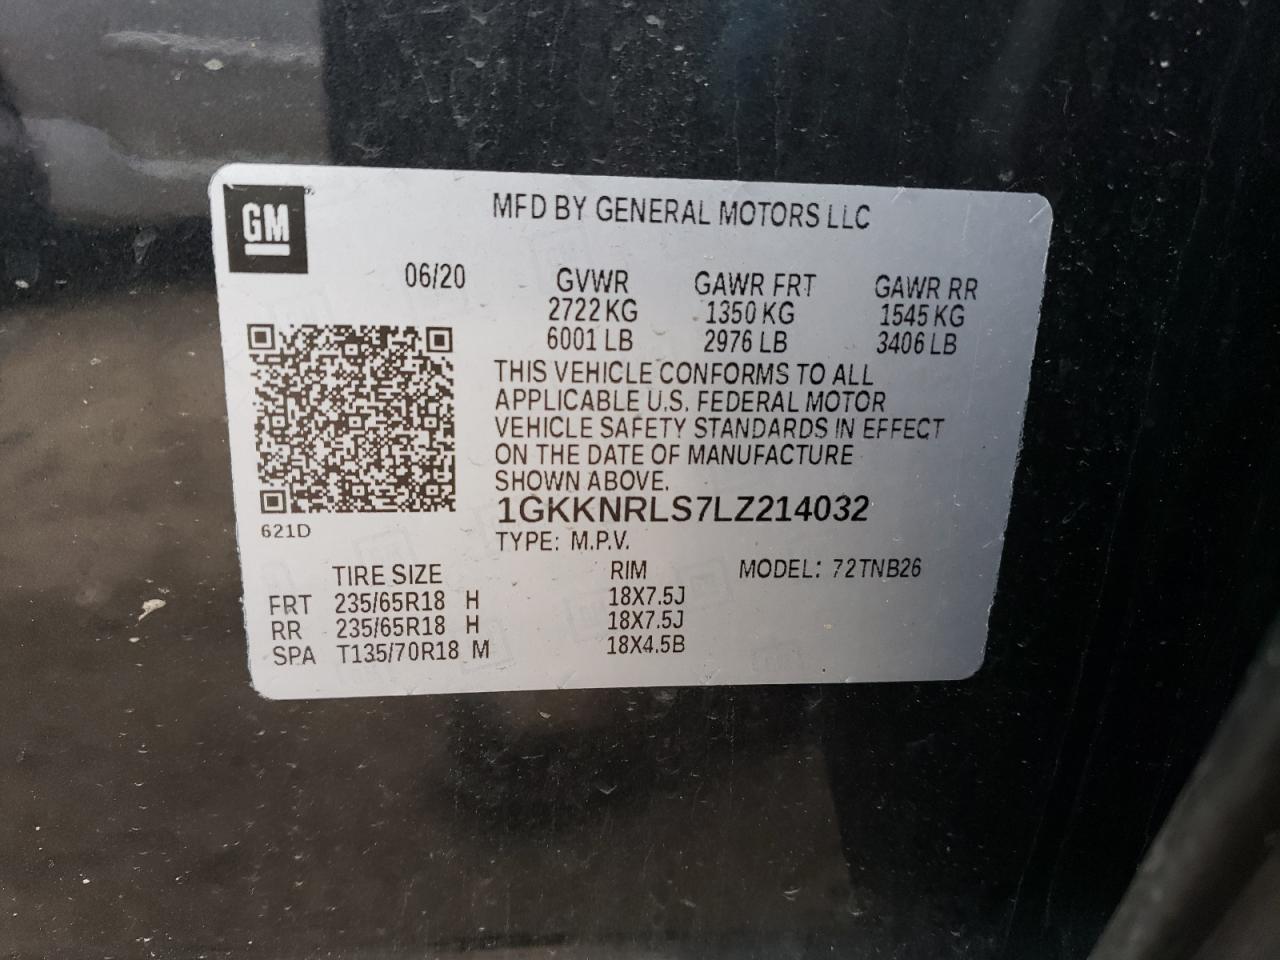 GM
MFD BY GENERAL MOTORS LLC
06/20 GVWR GAWR FRT GAWR RR
2722 KG 1350 KG 1545 KG
6001 LB 2976 LB 3406 LB
THIS VEHICLE CONFORMS TO ALL
APPLICABLE U.S. FEDERAL MOTOR
VEHICLE SAFETY STANDARDS IN EFFECT
ON THE DATE OF MANUFACTURE
SHOWN ABOVE.
1GKKNRLS7LZ214032
621D
TYPE: M.P.V.
TIRE SIZE RIM MODEL: 72TNB26
FRT 235/65R18 H 18X7.5J
RR 235/65R18 H 18X7.5J
SPA T135/70R18 M 18X4.5B